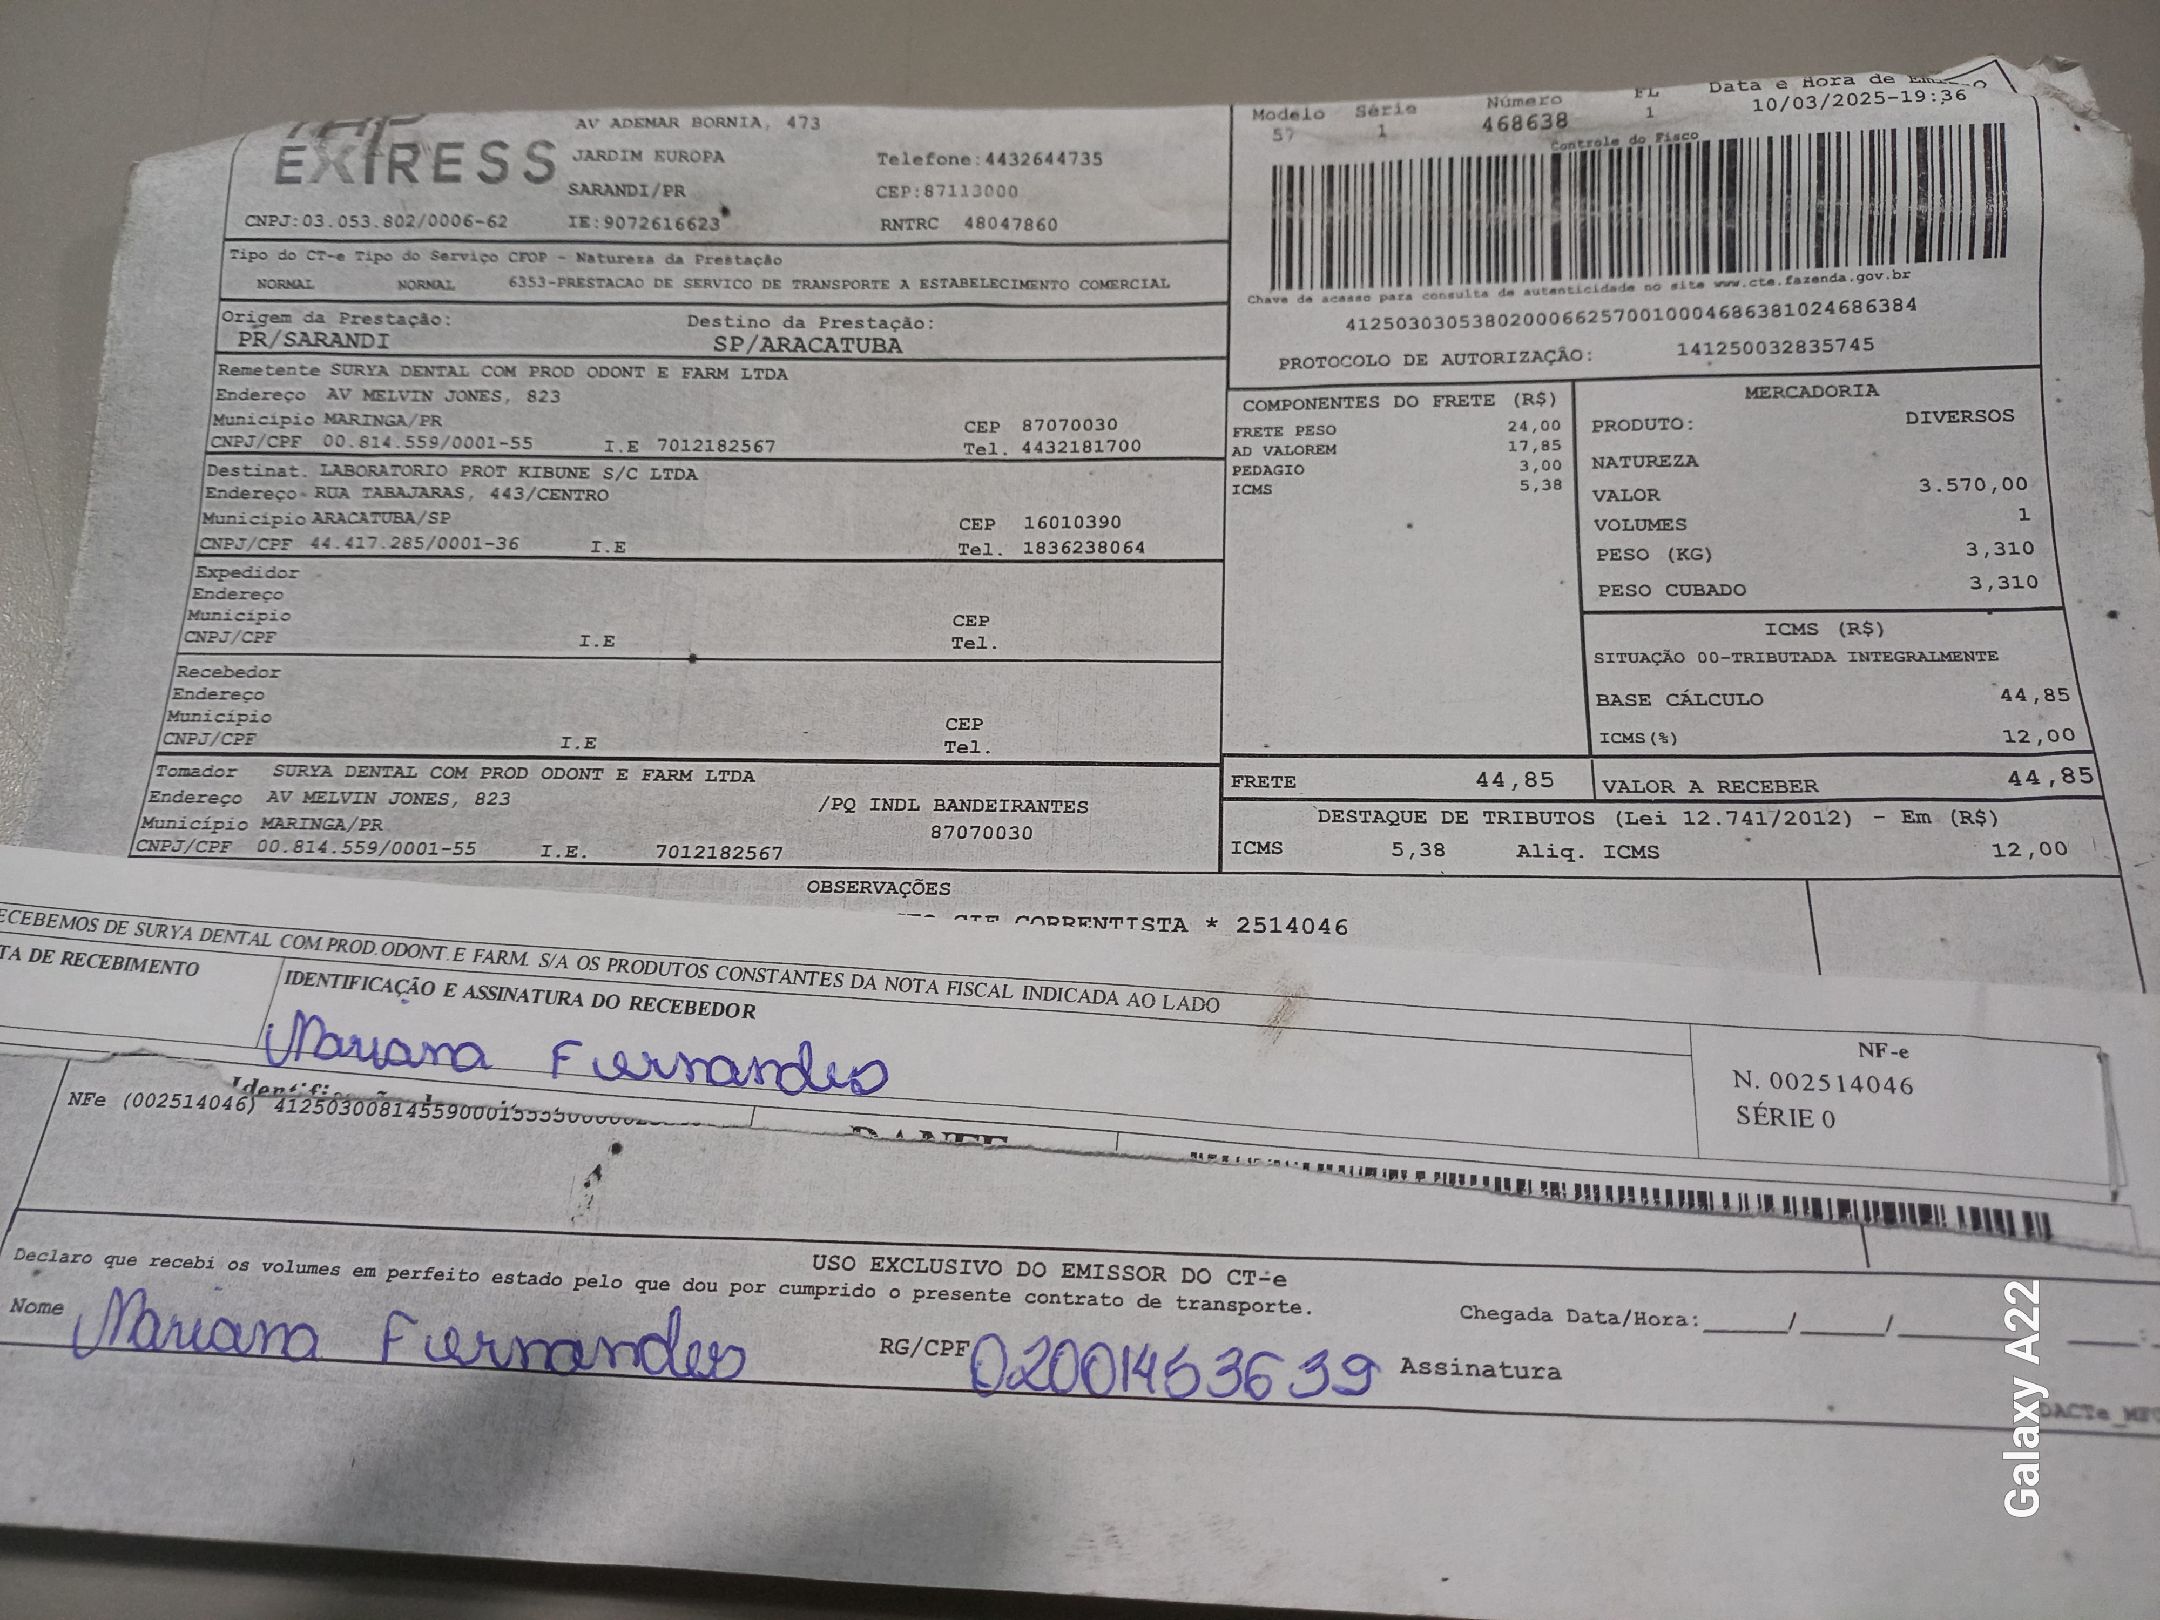 EXPRESS
AV ADEMAR BORNIA, 473
JARDIM EUROPA
Telefone:4432644735
SARANDI/PR
CEP:87113000
CNPJ:03.053.802/0006-62
IE:9072616623
RNTRC 48047860
Modelo Série Número FL Data e Hora de
57 1 468638 1 10/03/2025-19:36
Controle do Fisco
Chave de acesso para consulta de autenticidade no site www.cte.fazenda.gov.br
41250303053802000662570010004686381024686384
PROTOCOLO DE AUTORIZAÇÃO: 141250032835745
Tipo do CT-e Tipo do Serviço CFOP - Natureza da Prestação
NORMAL NORMAL 6353-PRESTACAO DE SERVICO DE TRANSPORTE A ESTABELECIMENTO COMERCIAL
Origem da Prestação: Destino da Prestação:
PR/SARANDI SP/ARACATUBA
Remetente SURYA DENTAL COM PROD ODONT E FARM LTDA
Endereço AV MELVIN JONES, 823
Município MARINGA/PR CEP 87070030
CNPJ/CPF 00.814.559/0001-55 I.E 7012182567 Tel. 4432181700
Destinat. LABORATORIO PROT KIBUNE S/C LTDA
Endereço RUA TABAJARAS, 443/CENTRO
Município ARACATUBA/SP CEP 16010390
CNPJ/CPF 44.417.285/0001-36 I.E Tel. 1836238064
Expedidor
Endereço
Município CEP
CNPJ/CPF I.E Tel.
Recebedor
Endereço
Município CEP
CNPJ/CPF I.E Tel.
Tomador SURYA DENTAL COM PROD ODONT E FARM LTDA
Endereço AV MELVIN JONES, 823 /PQ INDL BANDEIRANTES
Município MARINGA/PR 87070030
CNPJ/CPF 00.814.559/0001-55 I.E. 7012182567
COMPONENTES DO FRETE (R$)
FRETE PESO 24,00
AD VALOREM 17,85
PEDAGIO 3,00
ICMS 5,38
MERCADORIA
PRODUTO: DIVERSOS
NATUREZA
VALOR 3.570,00
VOLUMES 1
PESO (KG) 3,310
PESO CUBADO 3,310
ICMS (R$)
SITUAÇÃO 00-TRIBUTADA INTEGRALMENTE
BASE CÁLCULO 44,85
ICMS(%) 12,00
FRETE 44,85 VALOR A RECEBER 44,85
DESTAQUE DE TRIBUTOS (Lei 12.741/2012) - Em (R$)
ICMS 5,38 Aliq. ICMS 12,00
OBSERVAÇÕES
CIF CORRENTISTA * 2514046
ECEBEMOS DE SURYA DENTAL COM.PROD.ODONT.E FARM. S/A OS PRODUTOS CONSTANTES DA NOTA FISCAL INDICADA AO LADO
TA DE RECEBIMENTO
IDENTIFICAÇÃO E ASSINATURA DO RECEBEDOR
Mariana Fernandes
NF-e
N. 002514046
SÉRIE 0
NFe (002514046)
DANFE
USO EXCLUSIVO DO EMISSOR DO CT-e
Declaro que recebi os volumes em perfeito estado pelo que dou por cumprido o presente contrato de transporte.
Chegada Data/Hora:_____/_____/
Nome Mariana Fernandes RG/CPF 02001453639 Assinatura
Galaxy A22